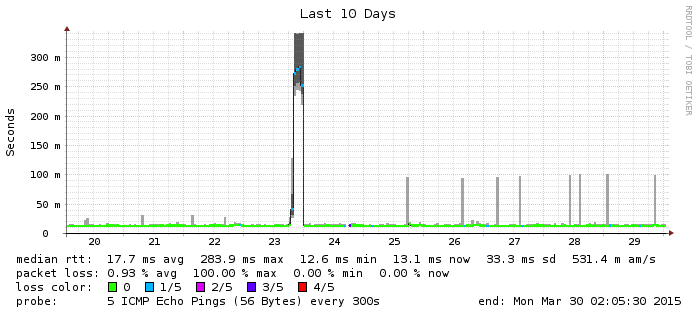 Last 10 Days
RRDTOOL / TOBI OETIKER
Seconds
300 m
250 m
200 m
150 m
100 m
50 m
0
20 21 22 23 24 25 26 27 28 29
median rtt: 17.7 ms avg 283.9 ms max 12.6 ms min 13.1 ms now 33.3 ms sd 531.4 m am/s
packet loss: 0.93 % avg 100.00 % max 0.00 % min 0.00 % now
loss color: 0 1/5 2/5 3/5 4/5
probe: 5 ICMP Echo Pings (56 Bytes) every 300s end: Mon Mar 30 02:05:30 2015